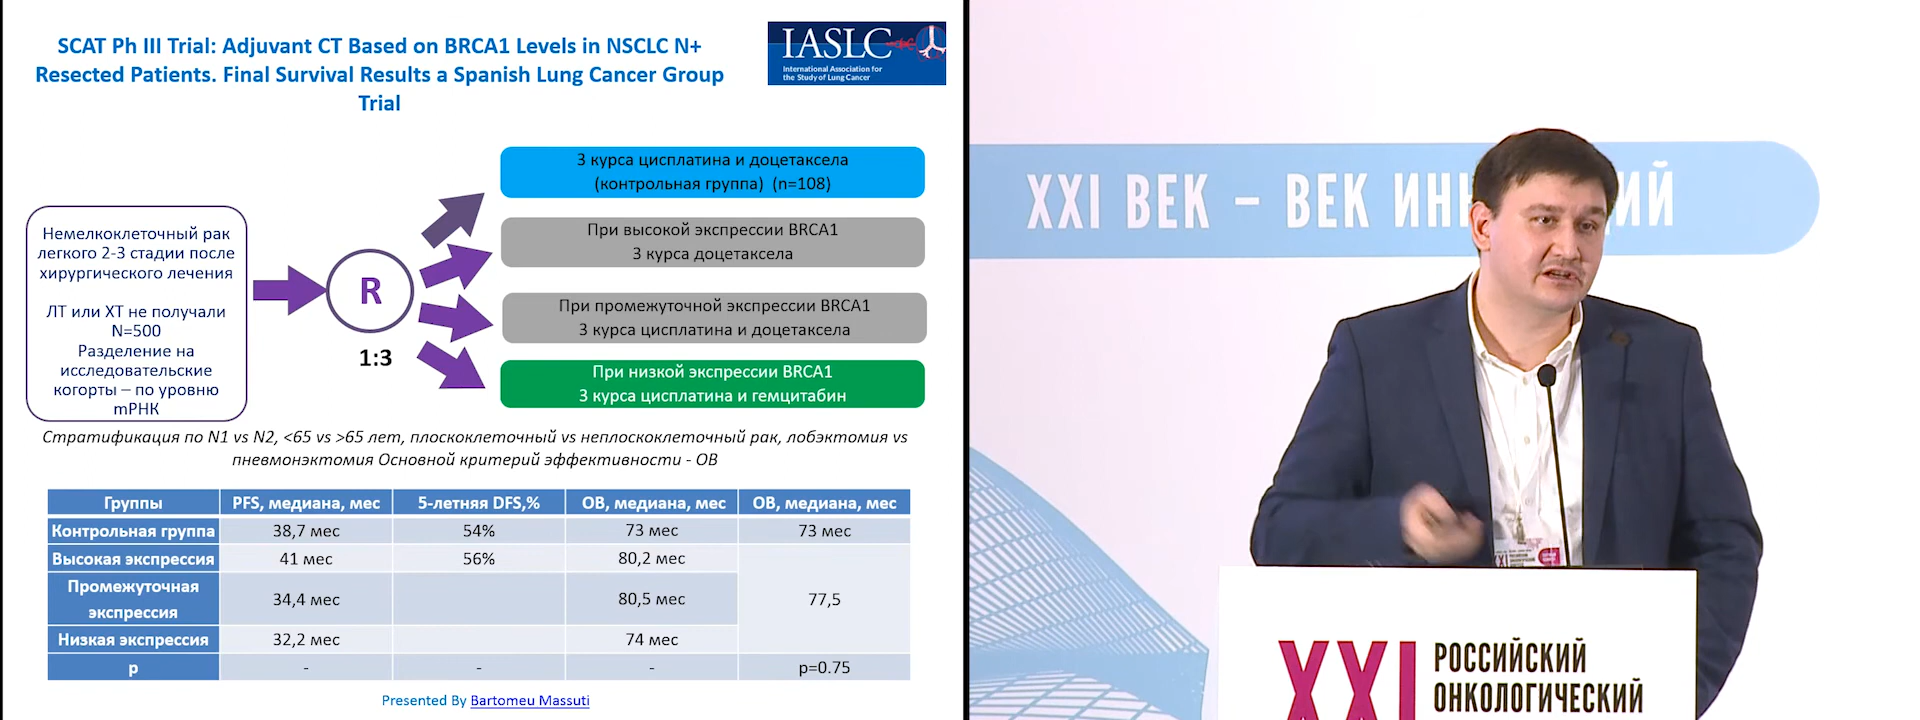 SCAT Ph III Trial: Adjuvant CT Based on BRCA1 Levels in NSCLC N+
Resected Patients. Final Survival Results a Spanish Lung Cancer Group
Trial
IASLC
International Association for
the Study of Lung Cancer
Немелкоклеточный рак
легкого 2-3 стадии после
хирургического лечения
ЛТ или ХТ не получали
N=500
Разделение на
исследовательские
когорты – по уровню
mРНК
R
1:3
3 курса цисплатина и доцетаксела
(контрольная группа) (n=108)
При высокой экспрессии BRCA1
3 курса доцетаксела
При промежуточной экспрессии BRCA1
3 курса цисплатина и доцетаксела
При низкой экспрессии BRCA1
3 курса цисплатина и гемцитабин
Стратификация по N1 vs N2, <65 vs >65 лет, плоскоклеточный vs неплоскоклеточный рак, лобэктомия vs
пневмонэктомия Основной критерий эффективности - ОВ
Группы PFS, медиана, мес 5-летняя DFS,% ОВ, медиана, мес ОВ, медиана, мес
Контрольная группа 38,7 мес 54% 73 мес 73 мес
Высокая экспрессия 41 мес 56% 80,2 мес
Промежуточная
экспрессия 34,4 мес 80,5 мес 77,5
Низкая экспрессия 32,2 мес 74 мес
p - - - p=0.75
Presented By Bartomeu Massuti
XXI ВЕК – ВЕК ИНН ИЙ
XXI
РОССИЙСКИЙ
ОНКОЛОГИЧЕСКИЙ